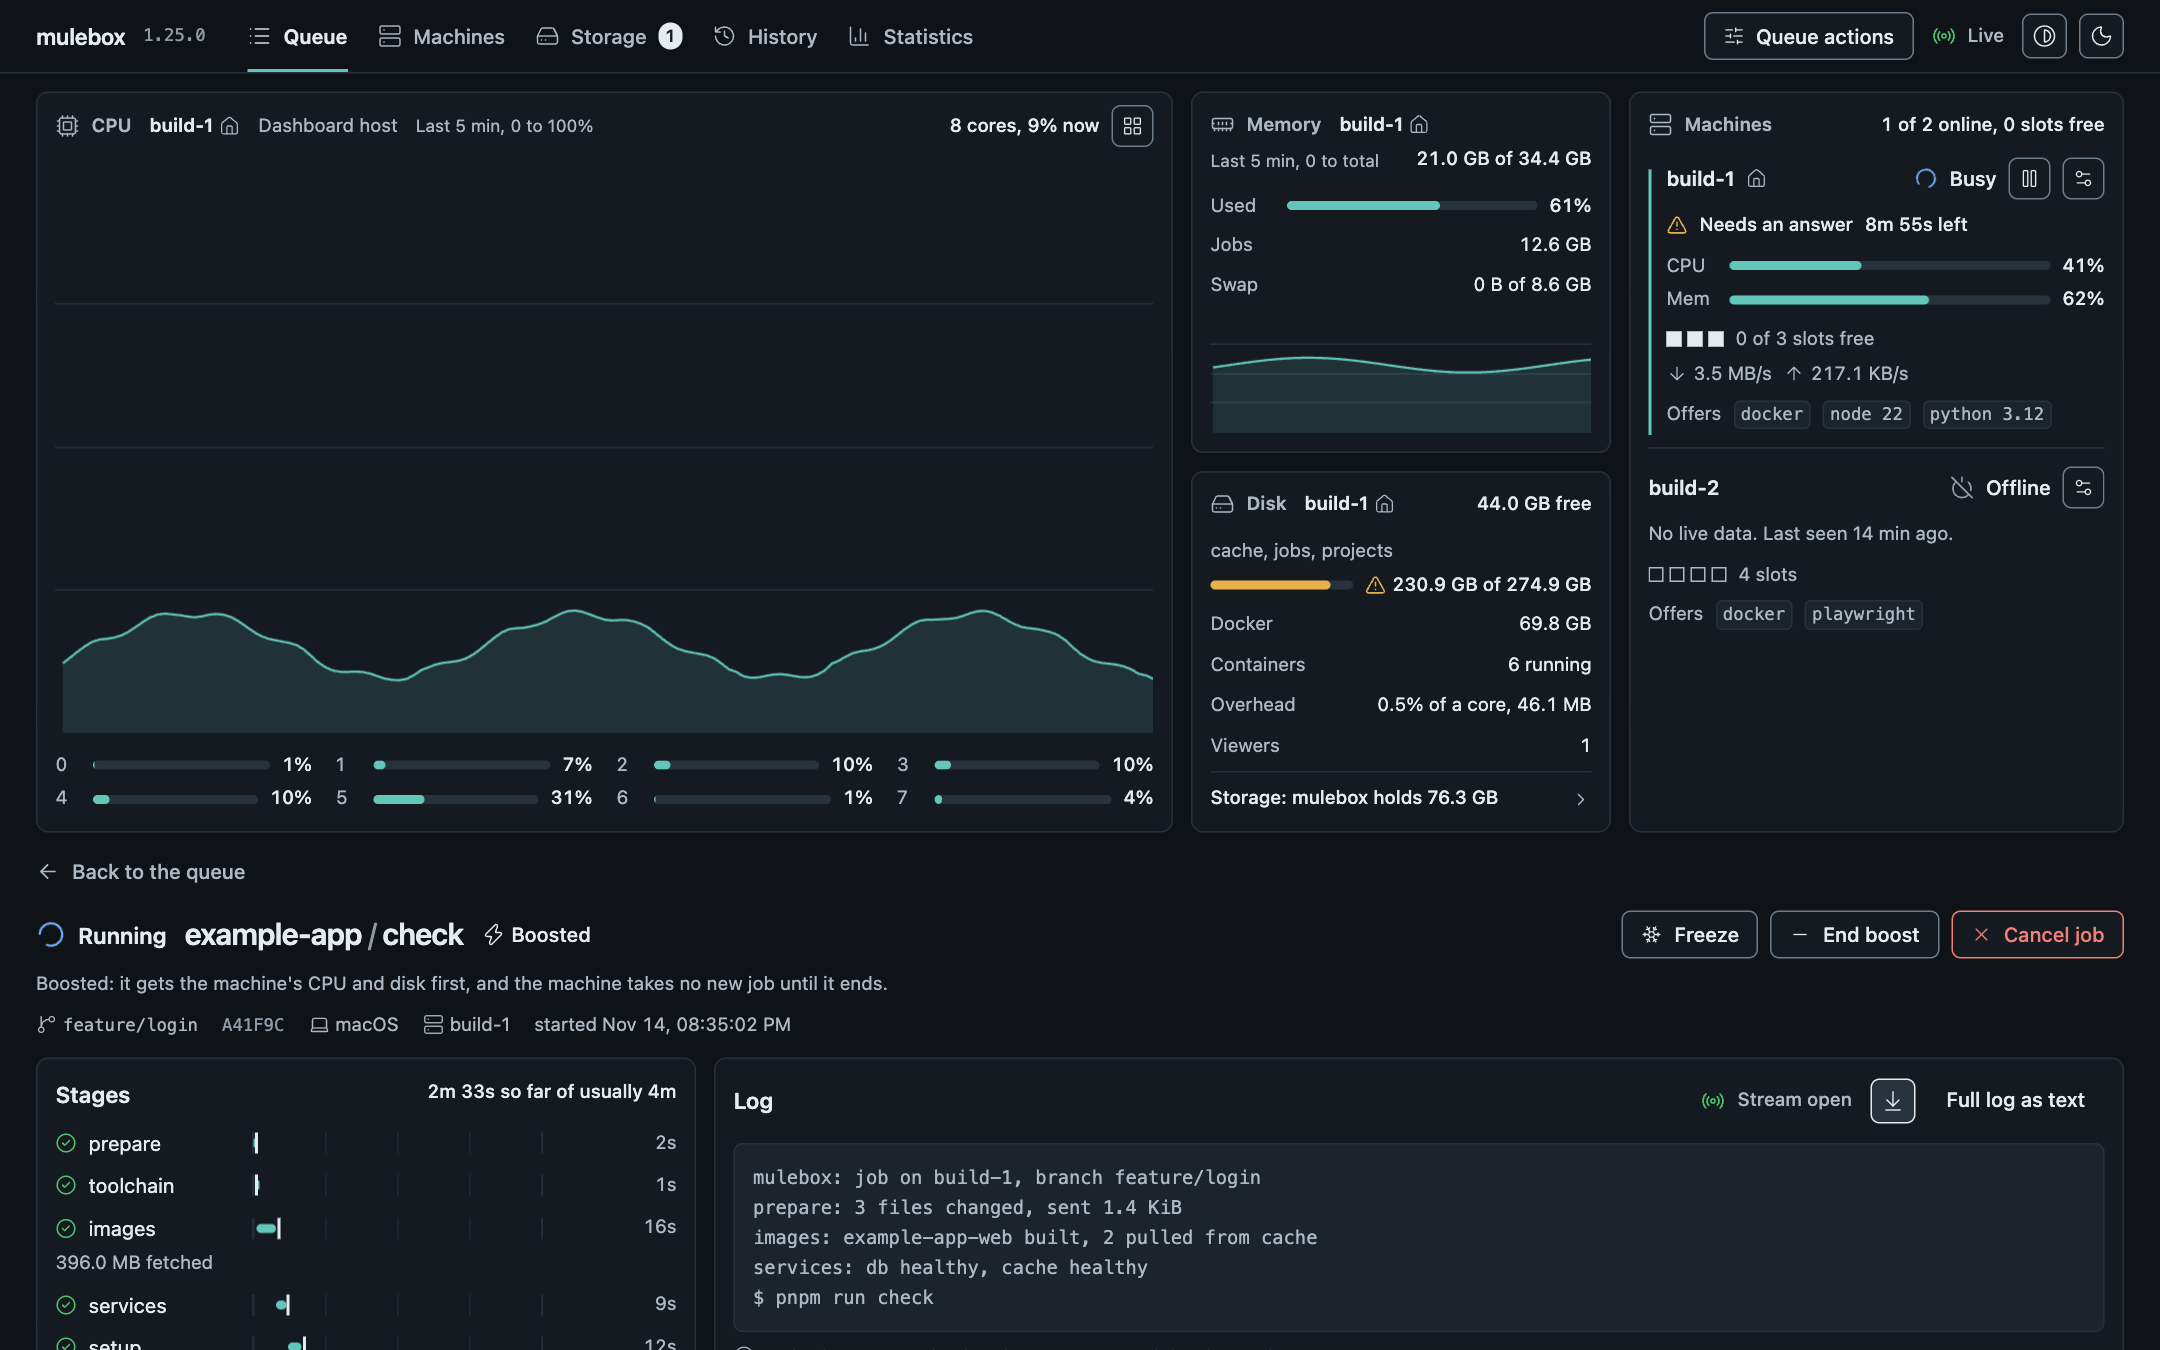 mulebox 1.25.0 Queue Machines Storage 1 History Statistics Queue actions Live
CPU build-1 Dashboard host Last 5 min, 0 to 100% 8 cores, 9% now
0 1% 1 7% 2 10% 3 10%
4 10% 5 31% 6 1% 7 4%
Memory build-1
Last 5 min, 0 to total 21.0 GB of 34.4 GB
Used 61%
Jobs 12.6 GB
Swap 0 B of 8.6 GB
Disk build-1 44.0 GB free
cache, jobs, projects
230.9 GB of 274.9 GB
Docker 69.8 GB
Containers 6 running
Overhead 0.5% of a core, 46.1 MB
Viewers 1
Storage: mulebox holds 76.3 GB
Machines 1 of 2 online, 0 slots free
build-1 Busy
Needs an answer 8m 55s left
CPU 41%
Mem 62%
0 of 3 slots free
↓ 3.5 MB/s ↑ 217.1 KB/s
Offers docker node 22 python 3.12
build-2 Offline
No live data. Last seen 14 min ago.
4 slots
Offers docker playwright
← Back to the queue
Running example-app / check Boosted Freeze End boost Cancel job
Boosted: it gets the machine's CPU and disk first, and the machine takes no new job until it ends.
feature/login A41F9C macOS build-1 started Nov 14, 08:35:02 PM
Stages 2m 33s so far of usually 4m
prepare 2s
toolchain 1s
images 16s
396.0 MB fetched
services 9s
setup 12s
Log Stream open Full log as text
mulebox: job on build-1, branch feature/login
prepare: 3 files changed, sent 1.4 KiB
images: example-app-web built, 2 pulled from cache
services: db healthy, cache healthy
$ pnpm run check